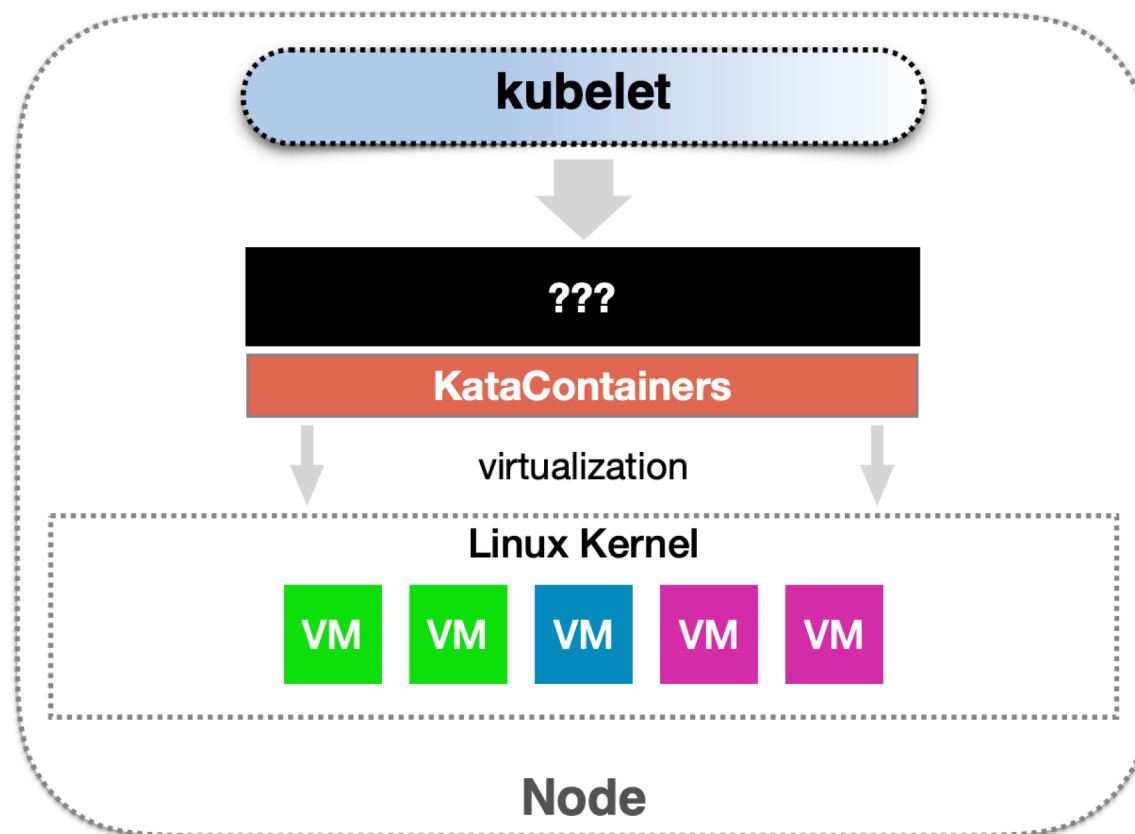 kubelet
???
KataContainers
virtualization
Linux Kernel
VM VM VM VM VM
Node